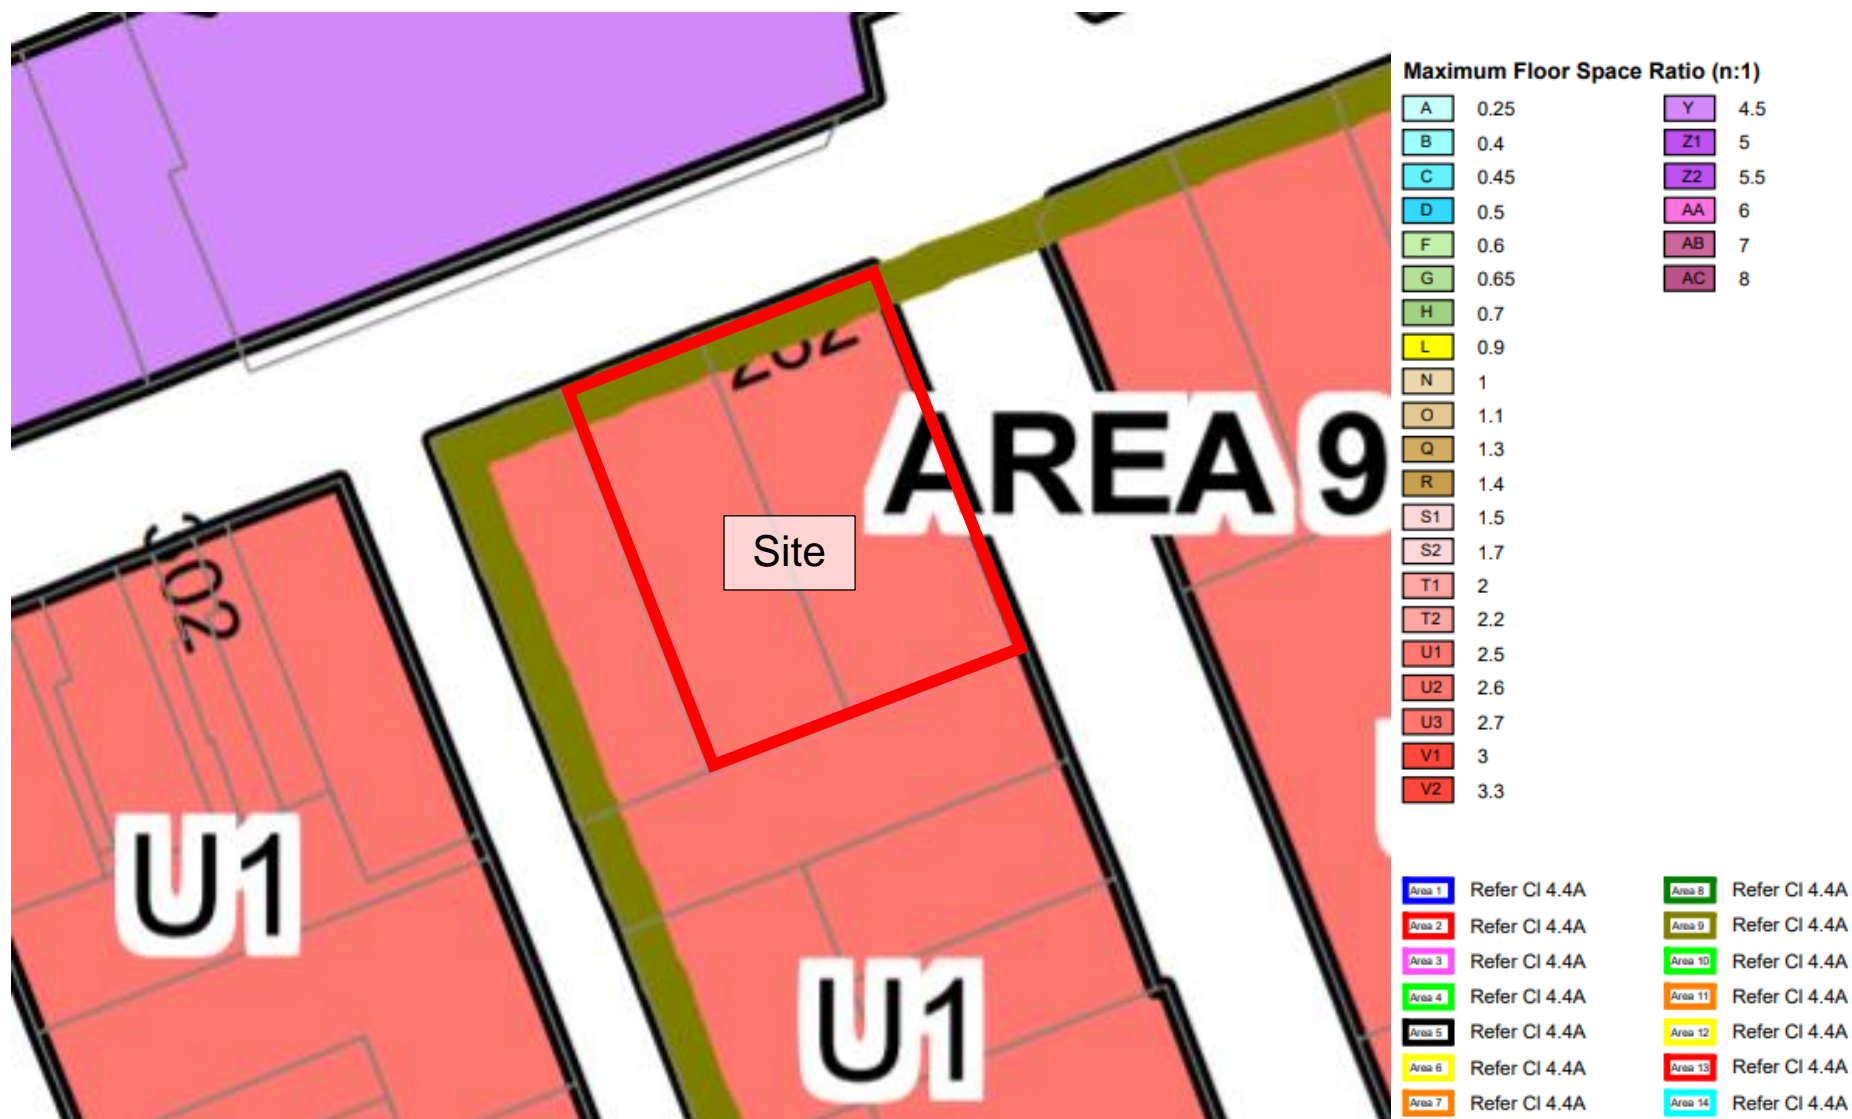 AREA 9
Site
302
U1
U1
Maximum Floor Space Ratio (n:1)
A 0.25
B 0.4
C 0.45
D 0.5
F 0.6
G 0.65
H 0.7
L 0.9
N 1
O 1.1
Q 1.3
R 1.4
S1 1.5
S2 1.7
T1 2
T2 2.2
U1 2.5
U2 2.6
U3 2.7
V1 3
V2 3.3
Y 4.5
Z1 5
Z2 5.5
AA 6
AB 7
AC 8
Area 1 Refer Cl 4.4A
Area 2 Refer Cl 4.4A
Area 3 Refer Cl 4.4A
Area 4 Refer Cl 4.4A
Area 5 Refer Cl 4.4A
Area 6 Refer Cl 4.4A
Area 7 Refer Cl 4.4A
Area 8 Refer Cl 4.4A
Area 9 Refer Cl 4.4A
Area 10 Refer Cl 4.4A
Area 11 Refer Cl 4.4A
Area 12 Refer Cl 4.4A
Area 13 Refer Cl 4.4A
Area 14 Refer Cl 4.4A